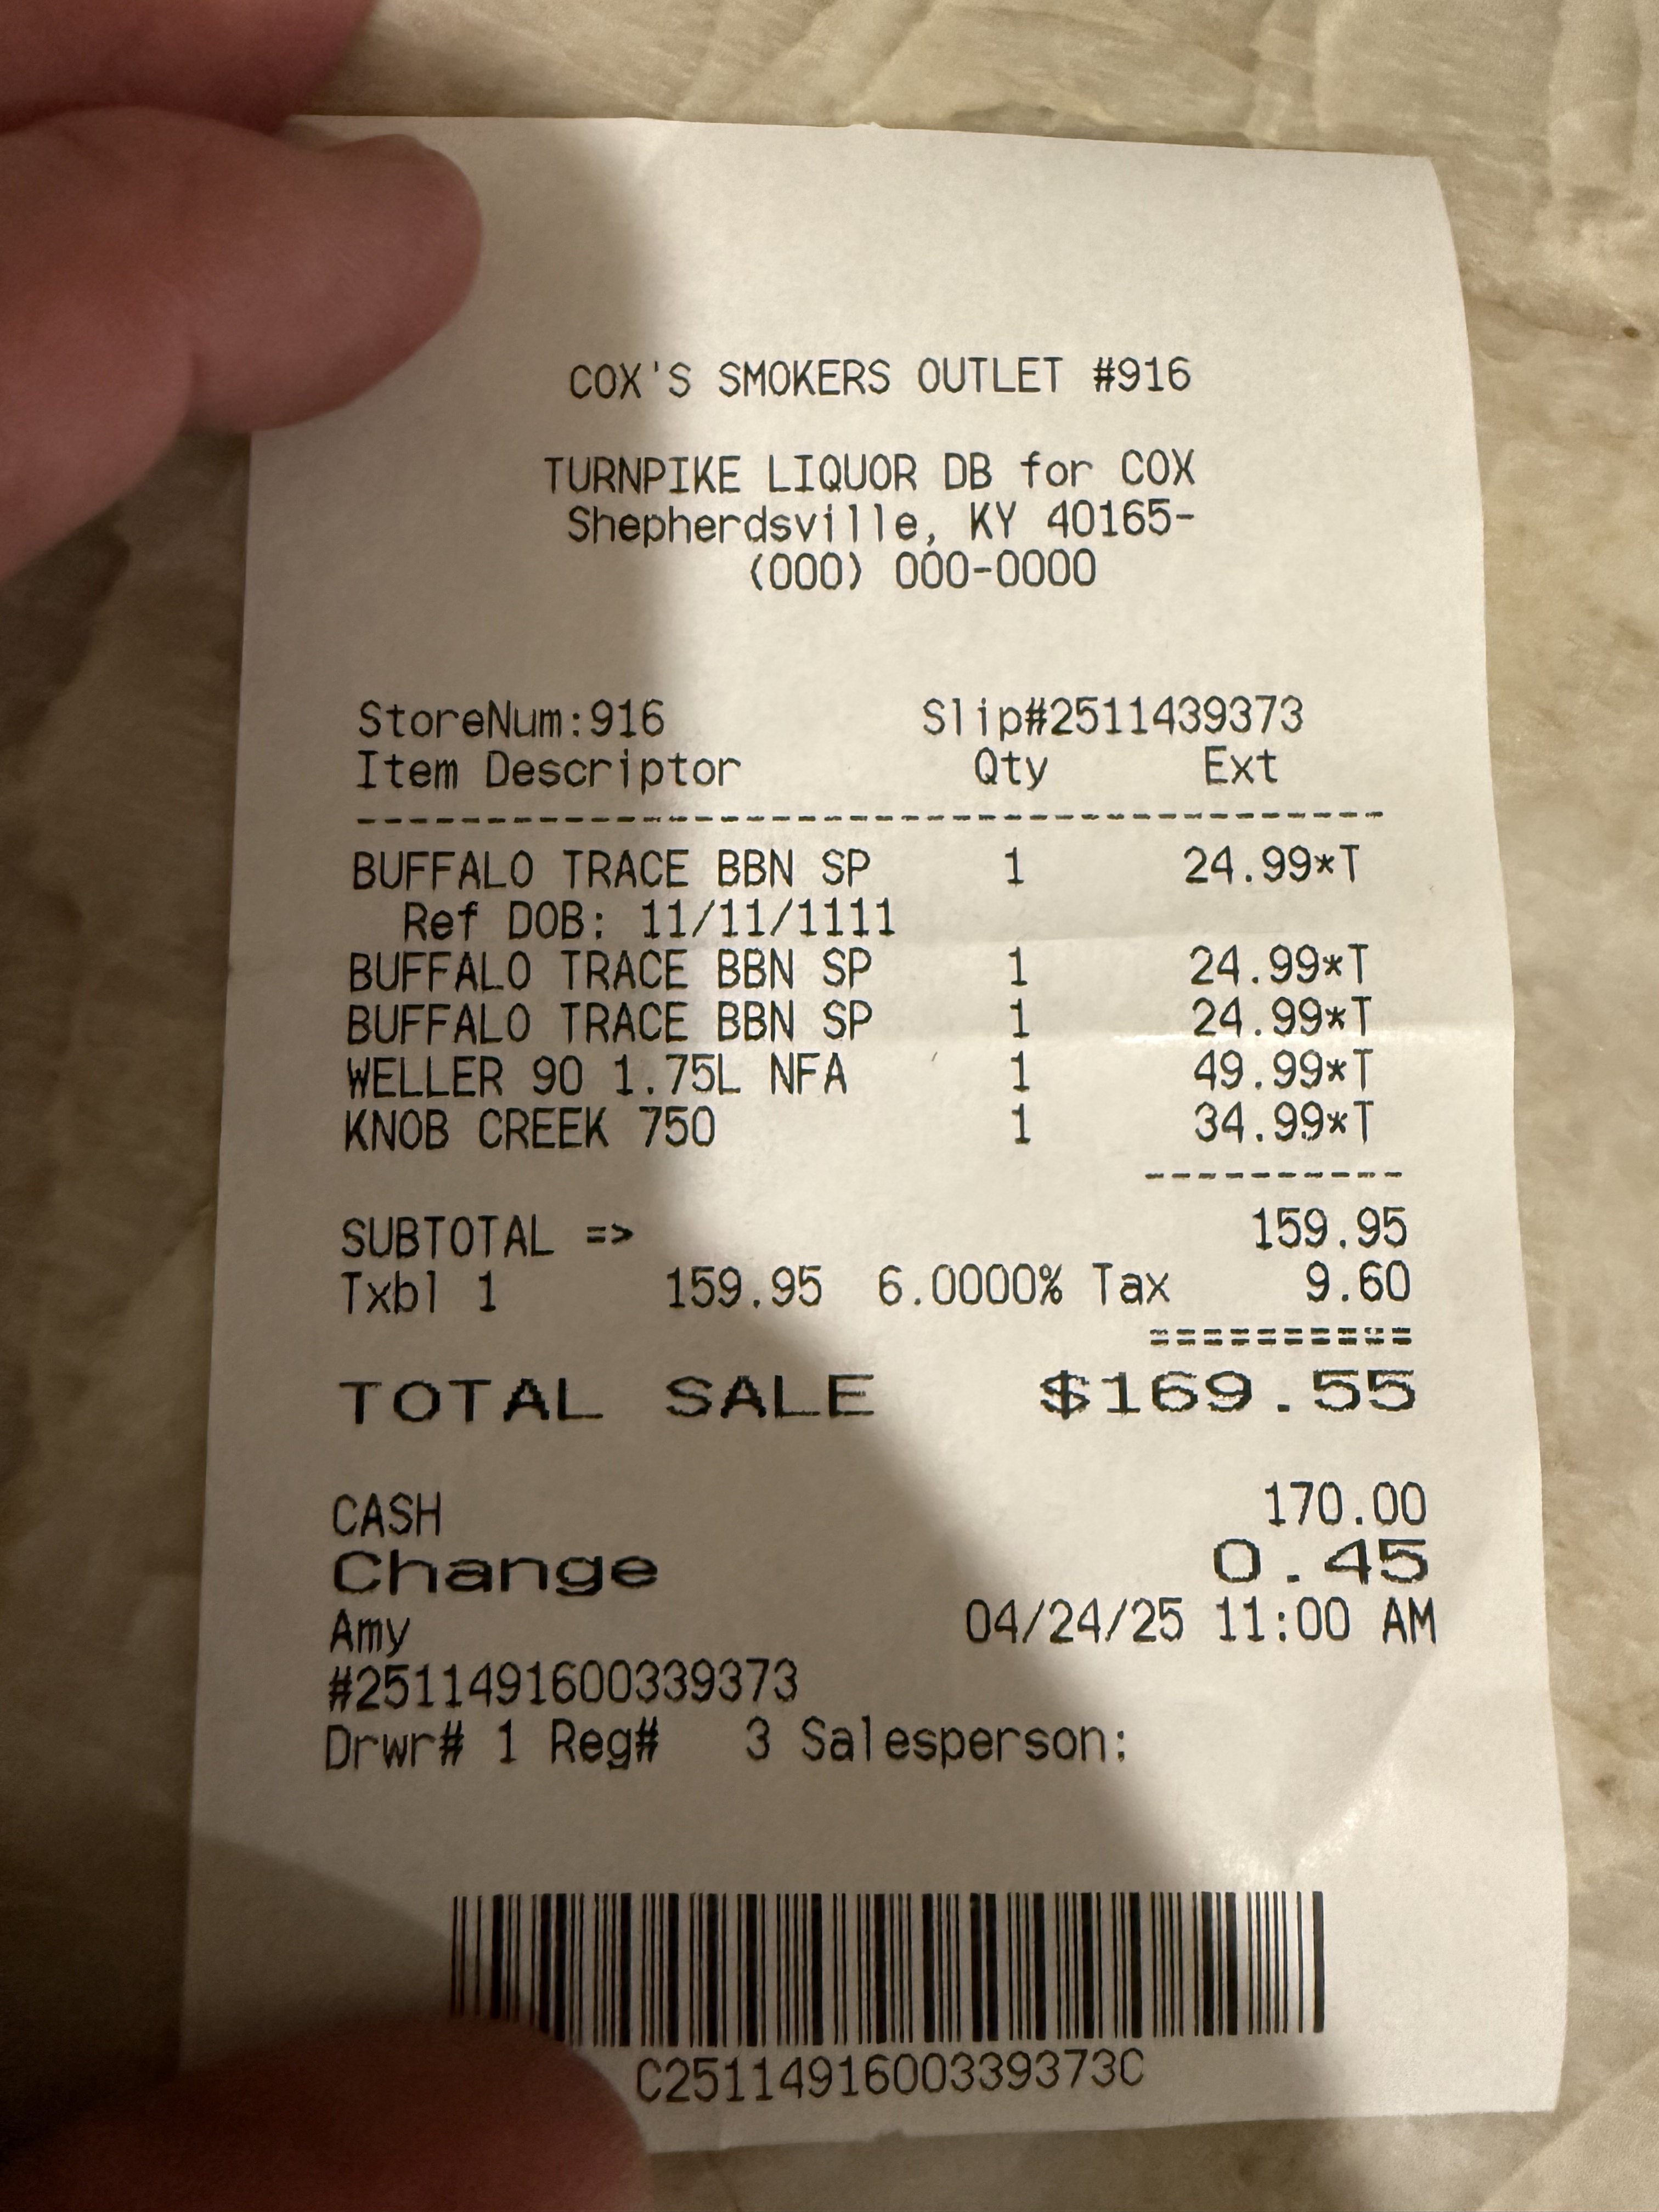 COX'S SMOKERS OUTLET #916
TURNPIKE LIQUOR DB for COX
Shepherdsville, KY 40165-
(000) 000-0000
StoreNum:916 Slip#2511439373
Item Descriptor Qty Ext
----------------------------------------
BUFFALO TRACE BBN SP 1 24.99*T
Ref DOB: 11/11/1111
BUFFALO TRACE BBN SP 1 24.99*T
BUFFALO TRACE BBN SP 1 24.99*T
WELLER 90 1.75L NFA 1 49.99*T
KNOB CREEK 750 1 34.99*T
----------
SUBTOTAL => 159.95
Txbl 1 159.95 6.0000% Tax 9.60
==========
TOTAL SALE $169.55
CASH 170.00
Change 0.45
Amy 04/24/25 11:00 AM
#2511491600339373
Drwr# 1 Reg# 3 Salesperson:
C2511491600339373C